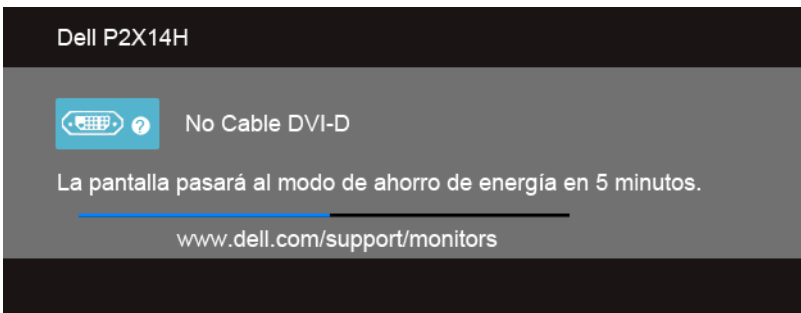 Dell P2X14H
No Cable DVI-D
La pantalla pasará al modo de ahorro de energía en 5 minutos.
www.dell.com/support/monitors